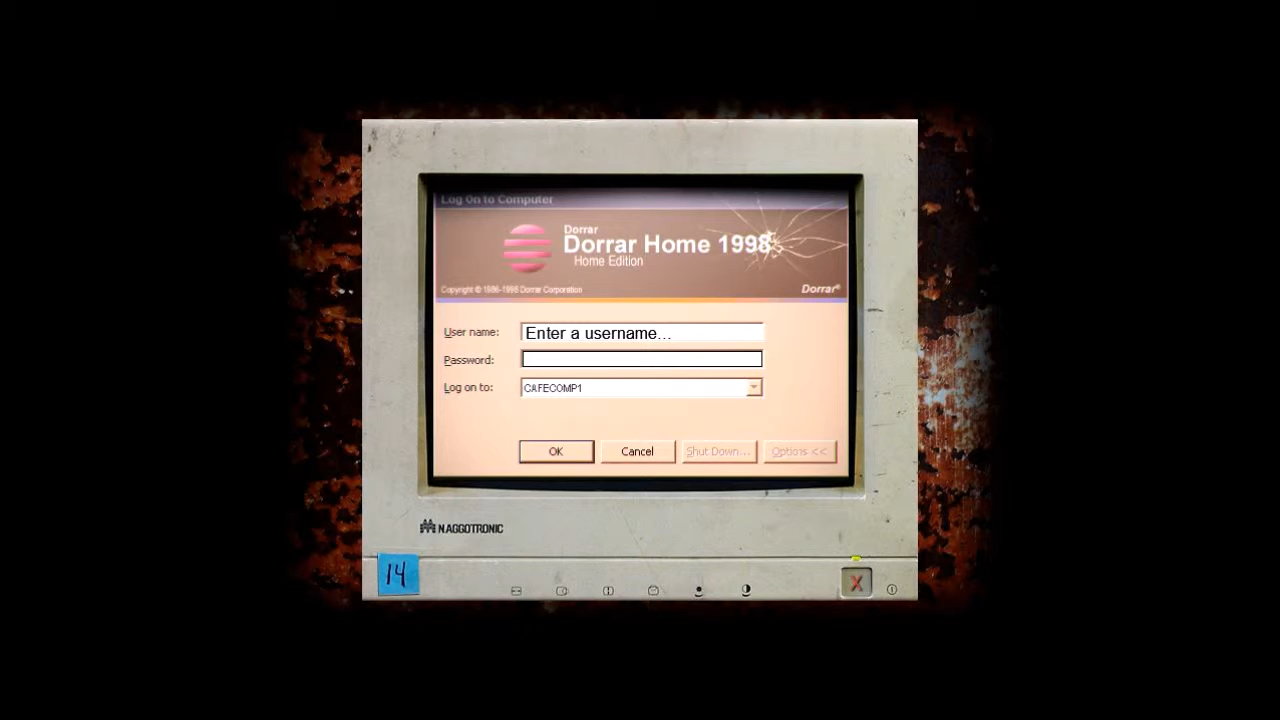 Log On to Computer
Dorrar
Dorrar Home 1998
Home Edition
Copyright © 1986-1998 Dorrar Corporation
Dorrar®
User name: Enter a username...
Password:
Log on to: CAFECOMP1
OK Cancel Shut Down... Options <<
NAGGOTRONIC
14
X